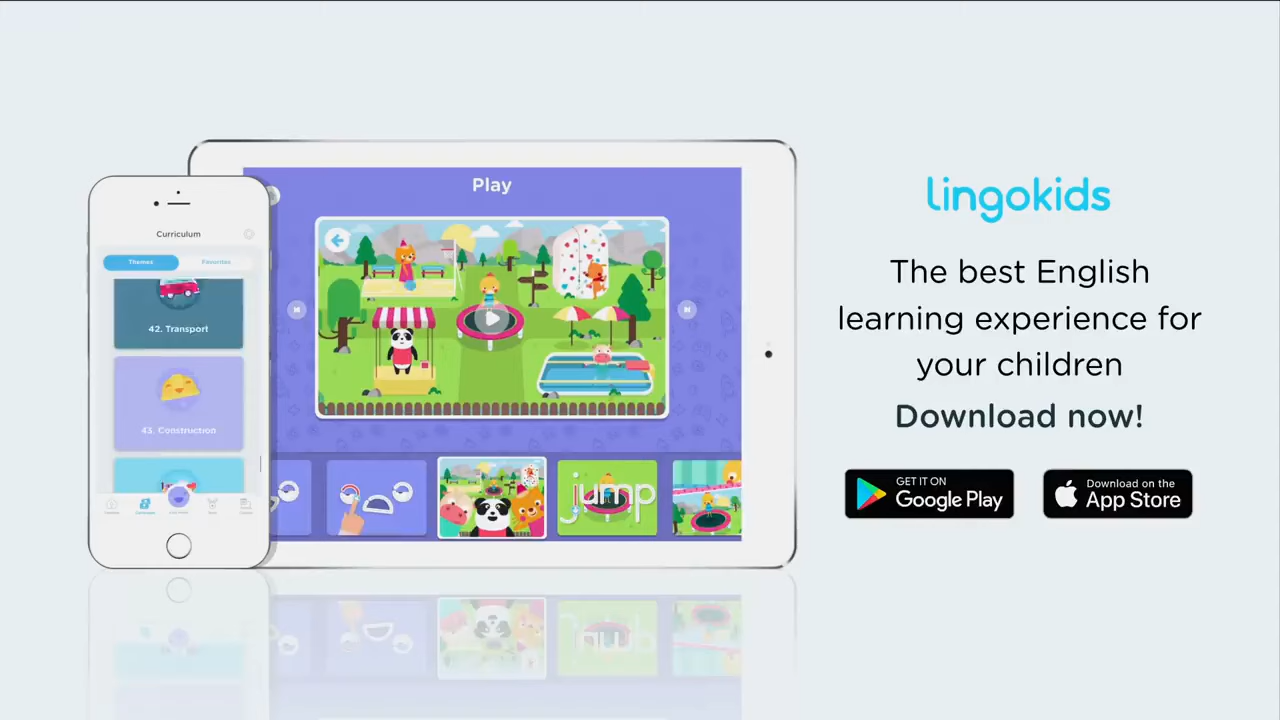 Curriculum
Themes
Favorites
42. Transport
43. Construction
Play
jump
lingokids
The best English
learning experience for
your children
Download now!
GET IT ON
Google Play
Download on the
App Store